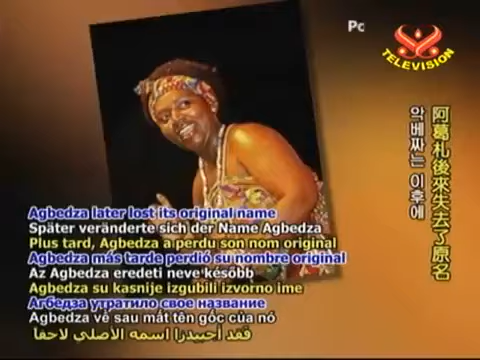 TELEVISION
阿葛札後來失去了原名
악베짜는 이후에
Agbedza later lost its original name
Später veränderte sich der Name Agbedza
Plus tard, Agbedza a perdu son nom original
Agbedza más tarde perdió su nombre original
Az Agbedza eredeti neve később
Agbedza su kasnije izgubili izvorno ime
Агбедза утратило свое название
Agbedza về sau mất tên gốc của nó
فقد أجبيدزا اسمه الأصلي لاحقاً